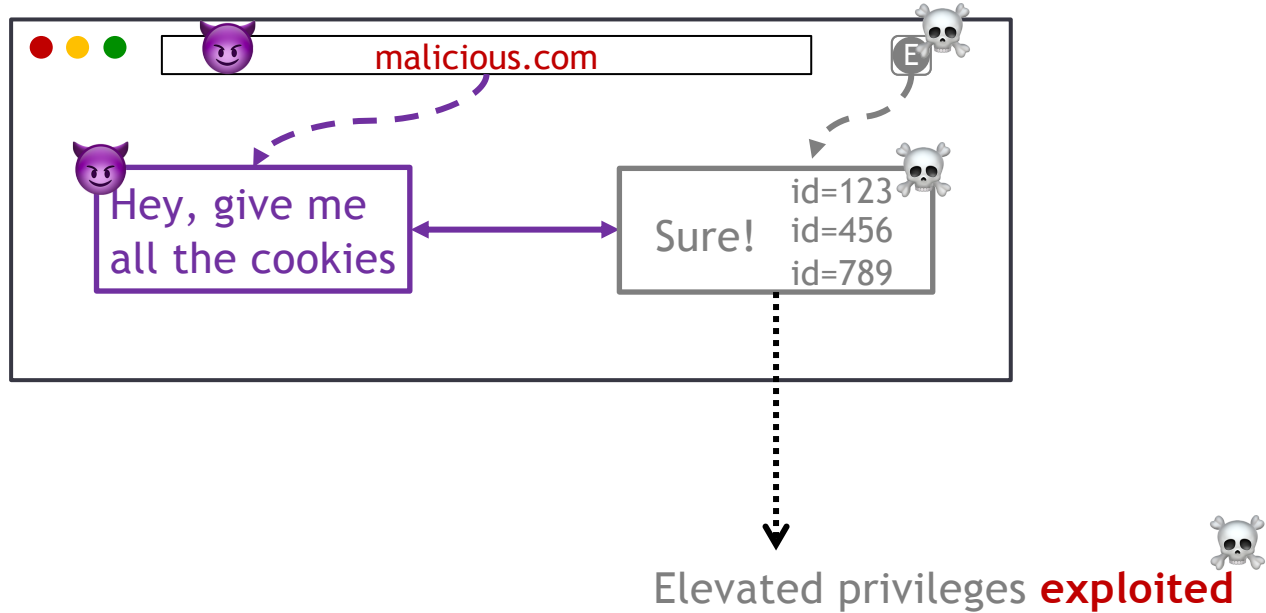 malicious.com
E
Hey, give me
all the cookies
Sure!
id=123
id=456
id=789
Elevated privileges exploited